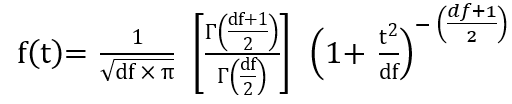 f(t)= 1/√(df × π) [Γ((df+1)/2)/Γ(df/2)] (1+ t²/df)^−((df+1)/2)